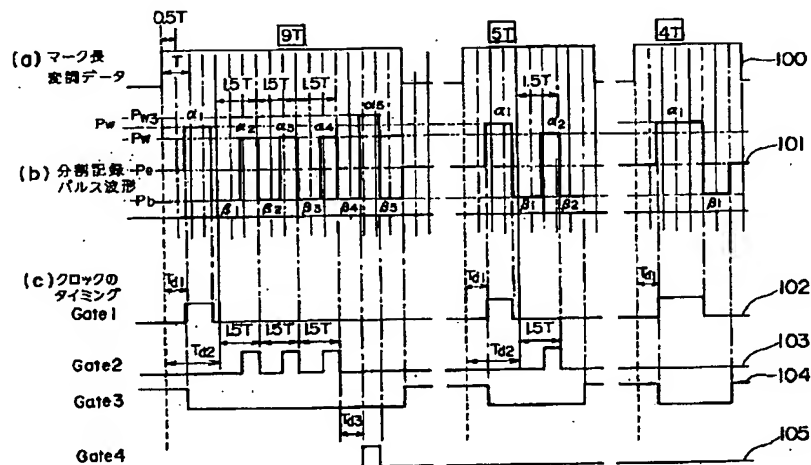 0.5T
9T
5T
4T
(a) マーク長
変調データ
T
1.5T 1.5T 1.5T
1.5T
100
Pw3
Pw
Pw
α1 α2 α3 α4 α5
α1 α2
α1
101
(b) 分割記録
パルス波形
Pe
Pb
β1 β2 β3 β4 β5
β1 β2
β1
(c) クロックの
タイミング
Td1
Td1
Td1
Gate1
102
1.5T 1.5T 1.5T
1.5T
Td2
Td2
Gate2
103
Gate3
104
Td3
Gate4
105